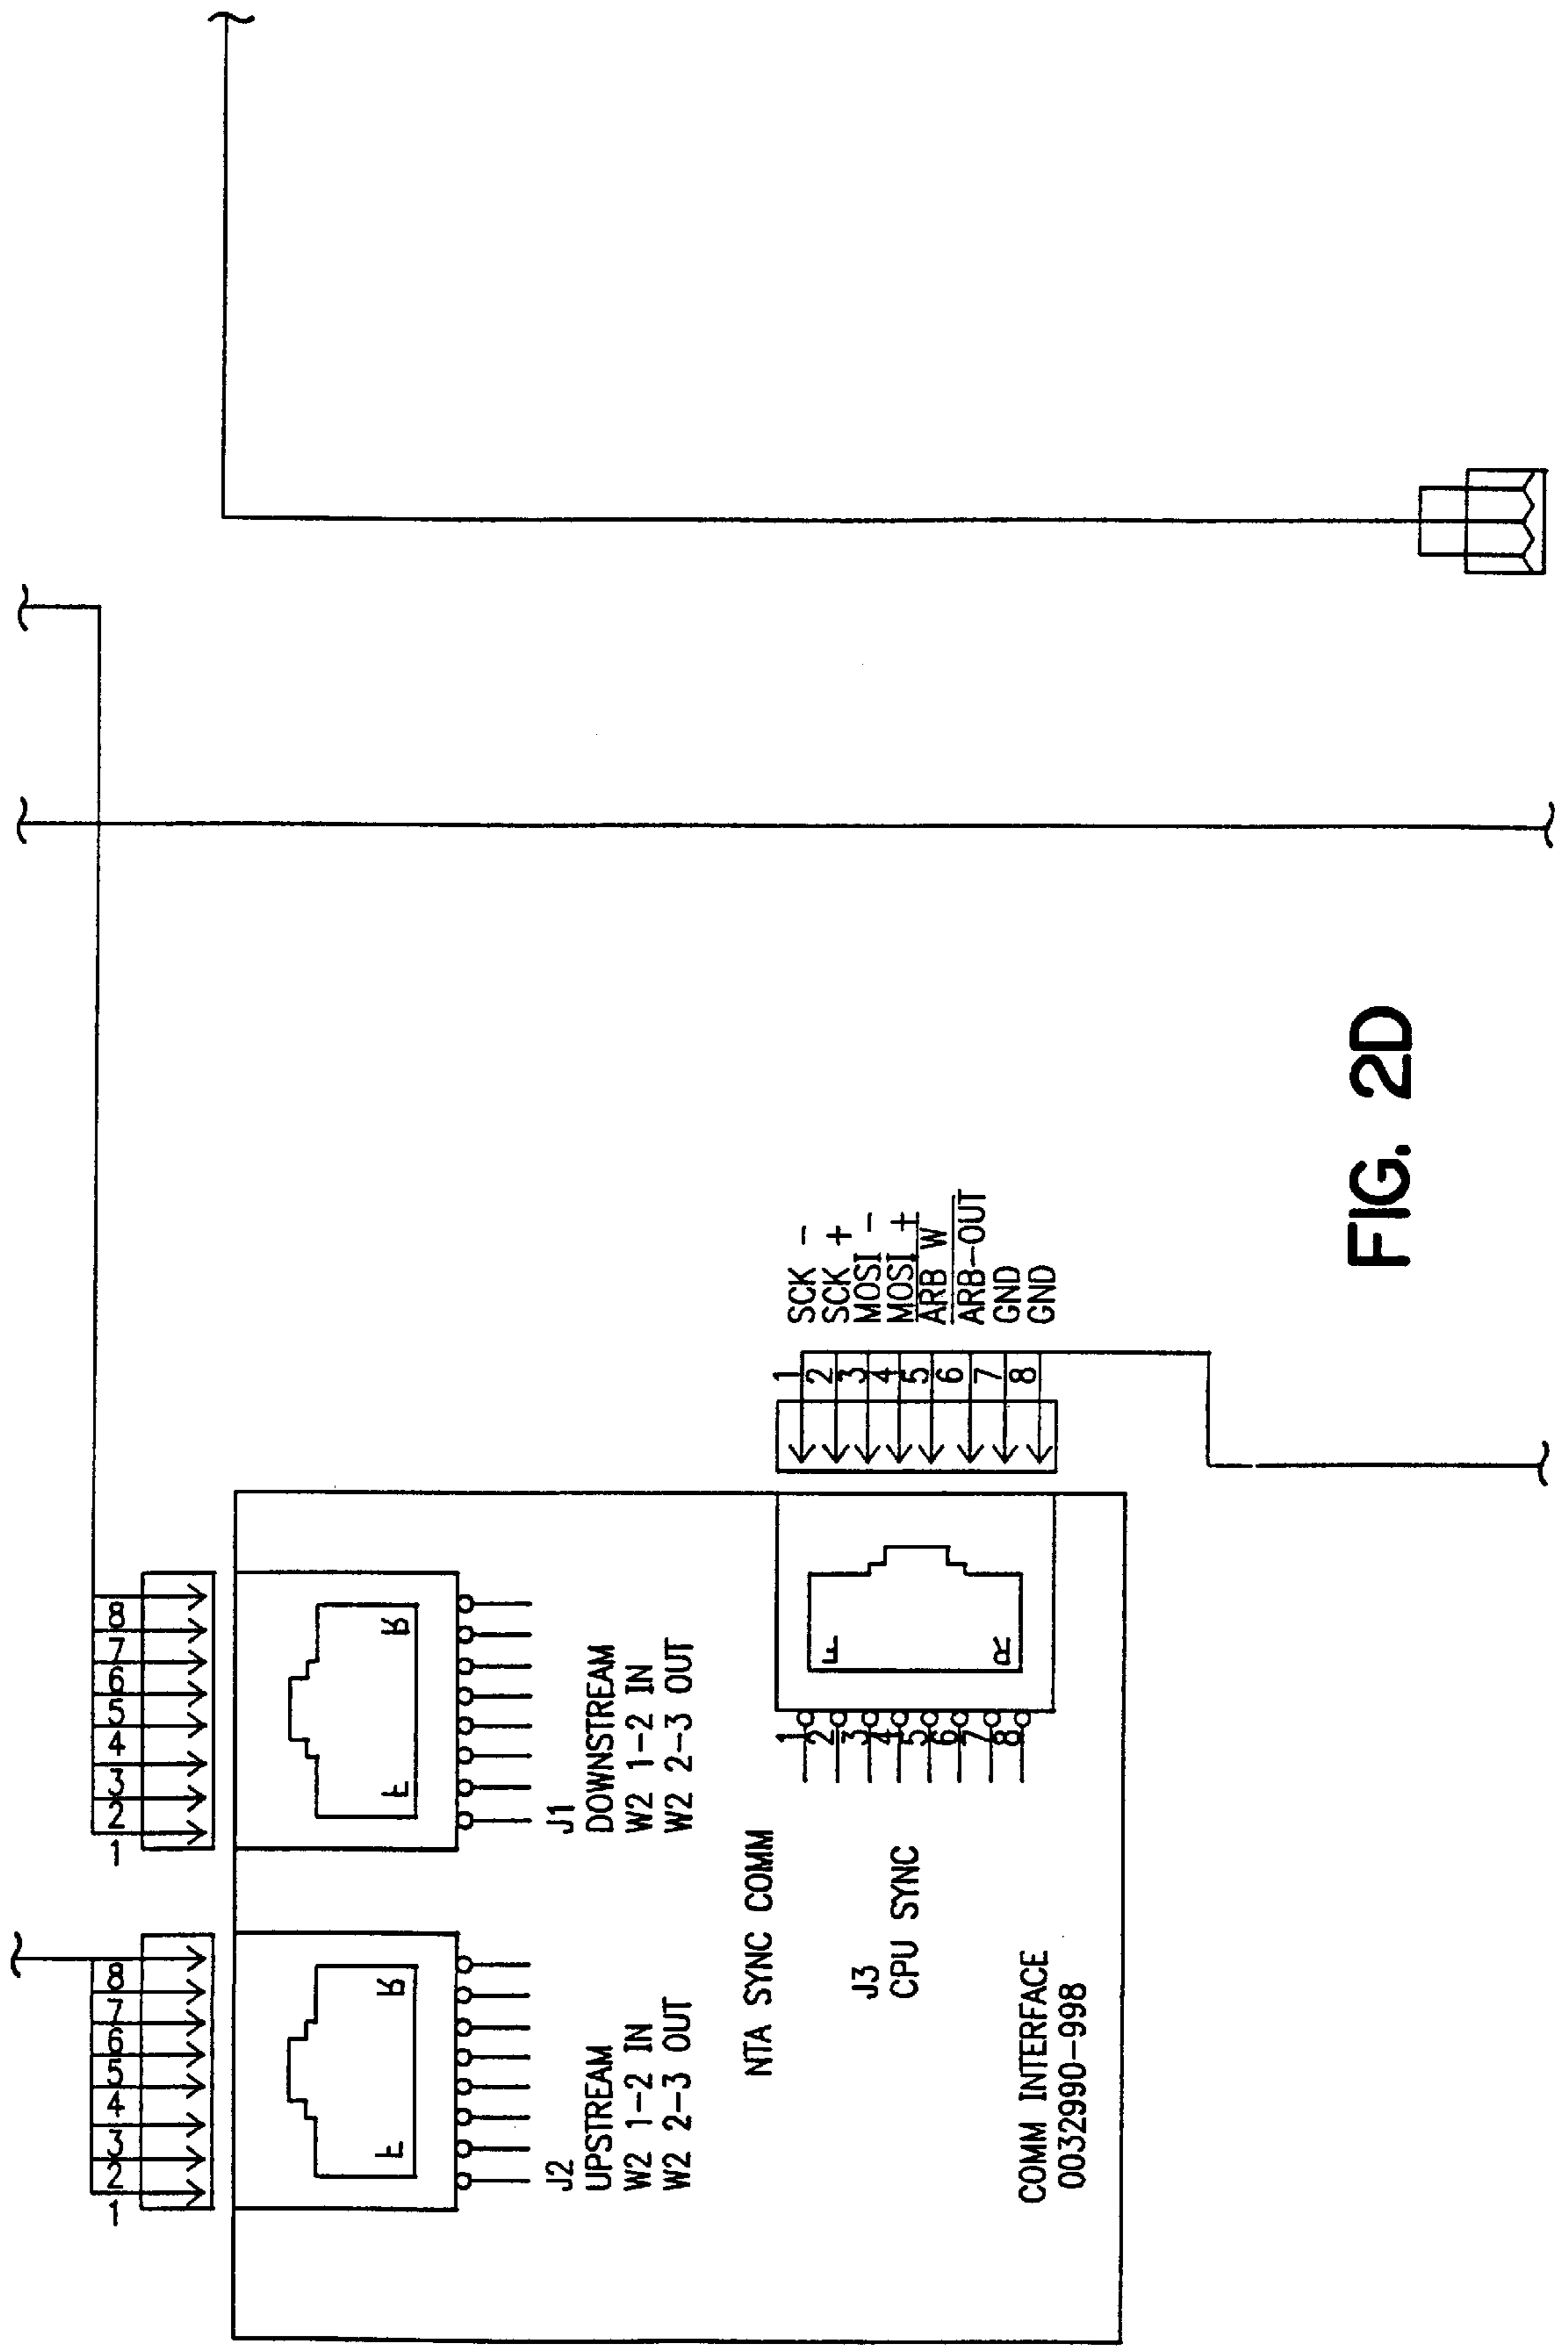 1 2 3 4 5 6 7 8
1 2 3 4 5 6 7 8
F R
F R
J2
UPSTREAM
W2 1-2 IN
W2 2-3 OUT
J1
DOWNSTREAM
W2 1-2 IN
W2 2-3 OUT
NTA SYNC COMM
J3
CPU SYNC
COMM INTERFACE
0032990-998
1
2
3
4
5
6
7
8
F
R
1 SCK -
2 SCK +
3 MOSI -
4 MOSI +
5 ARB W
6 ARB-OUT
7 GND
8 GND
FIG. 2D